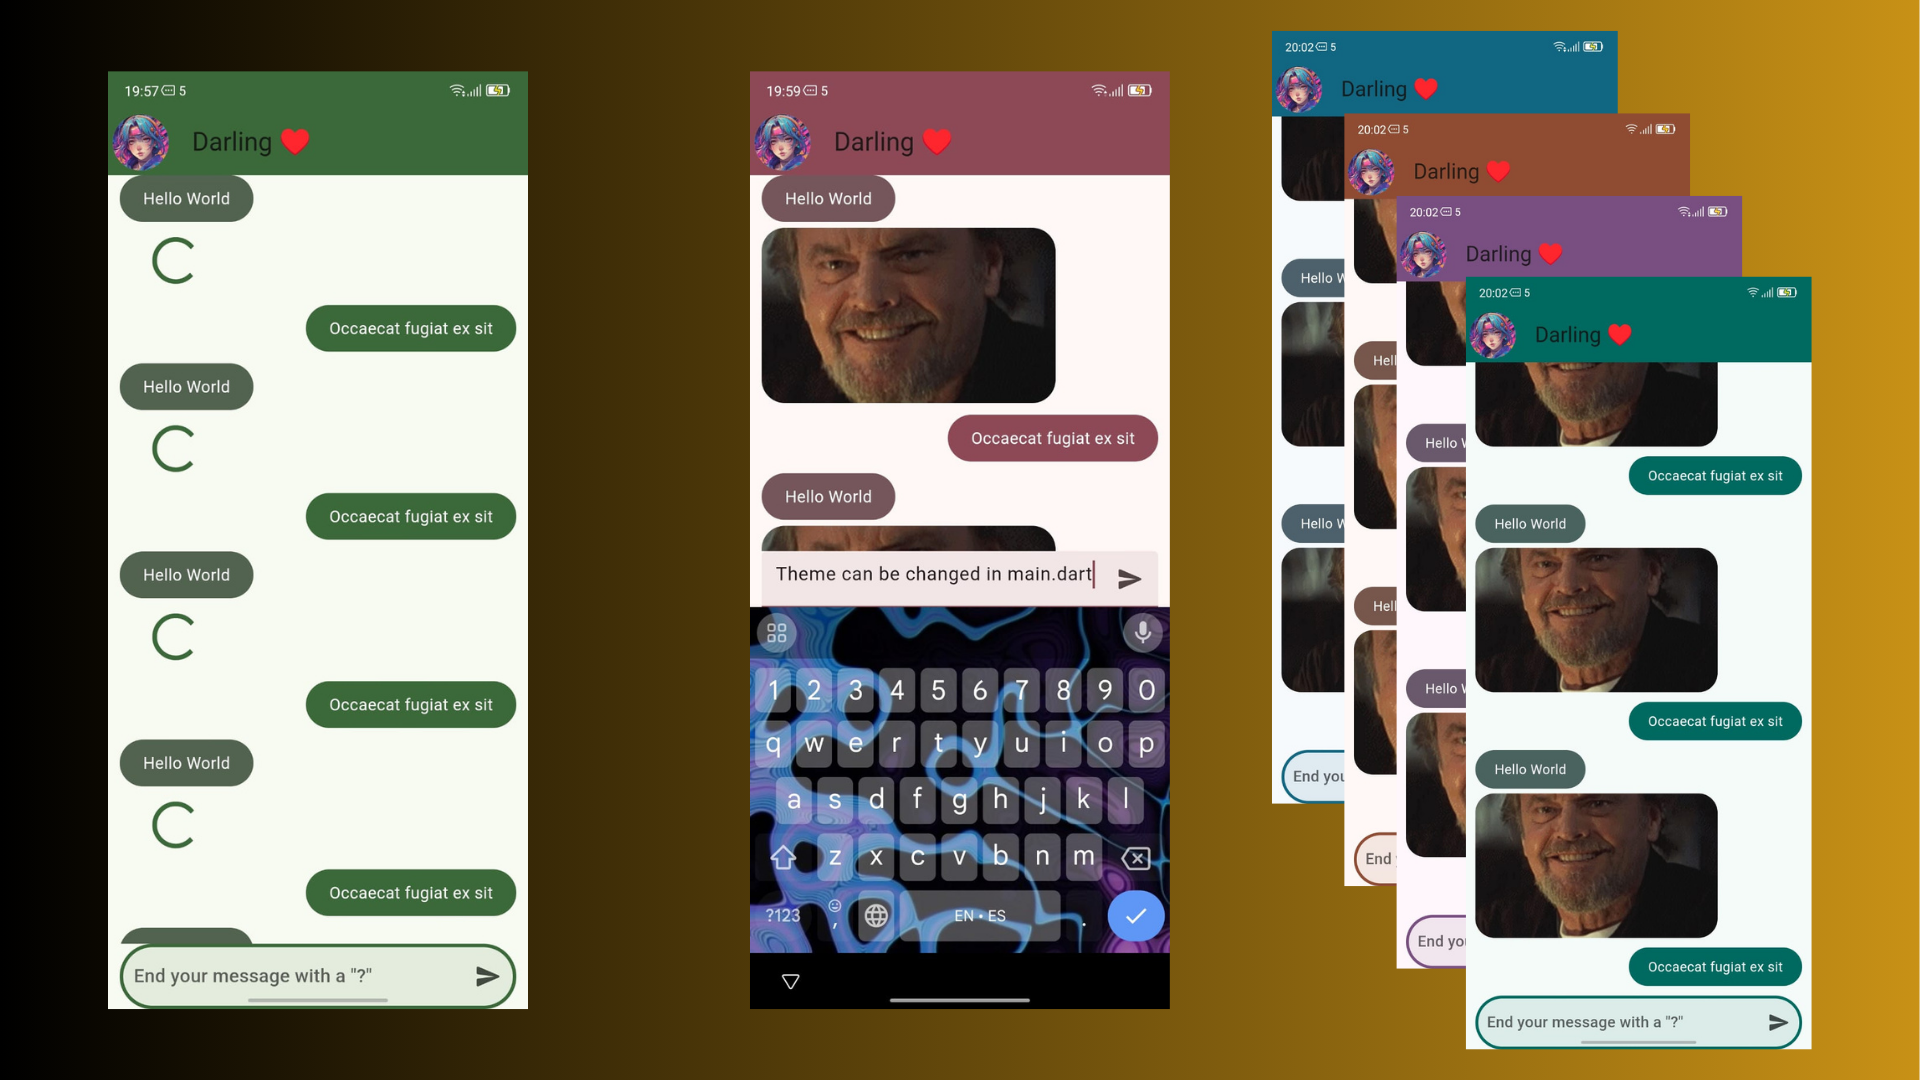 19:57 5
Darling ❤️
Hello World
Occaecat fugiat ex sit
Hello World
Occaecat fugiat ex sit
Hello World
Occaecat fugiat ex sit
Hello World
Occaecat fugiat ex sit
End your message with a "?"
19:59 5
Darling ❤️
Hello World
Occaecat fugiat ex sit
Hello World
Theme can be changed in main.dart
1 2 3 4 5 6 7 8 9 0
q w e r t y u i o p
a s d f g h j k l
z x c v b n m
?123 , EN • ES .
20:02 5
Darling ❤️
Hello W
Hello W
End you
20:02 5
Darling ❤️
Hell
Hell
End
20:02 5
Darling ❤️
Hello
Hello
End yo
20:02 5
Darling ❤️
Occaecat fugiat ex sit
Hello World
Occaecat fugiat ex sit
Hello World
Occaecat fugiat ex sit
End your message with a "?"